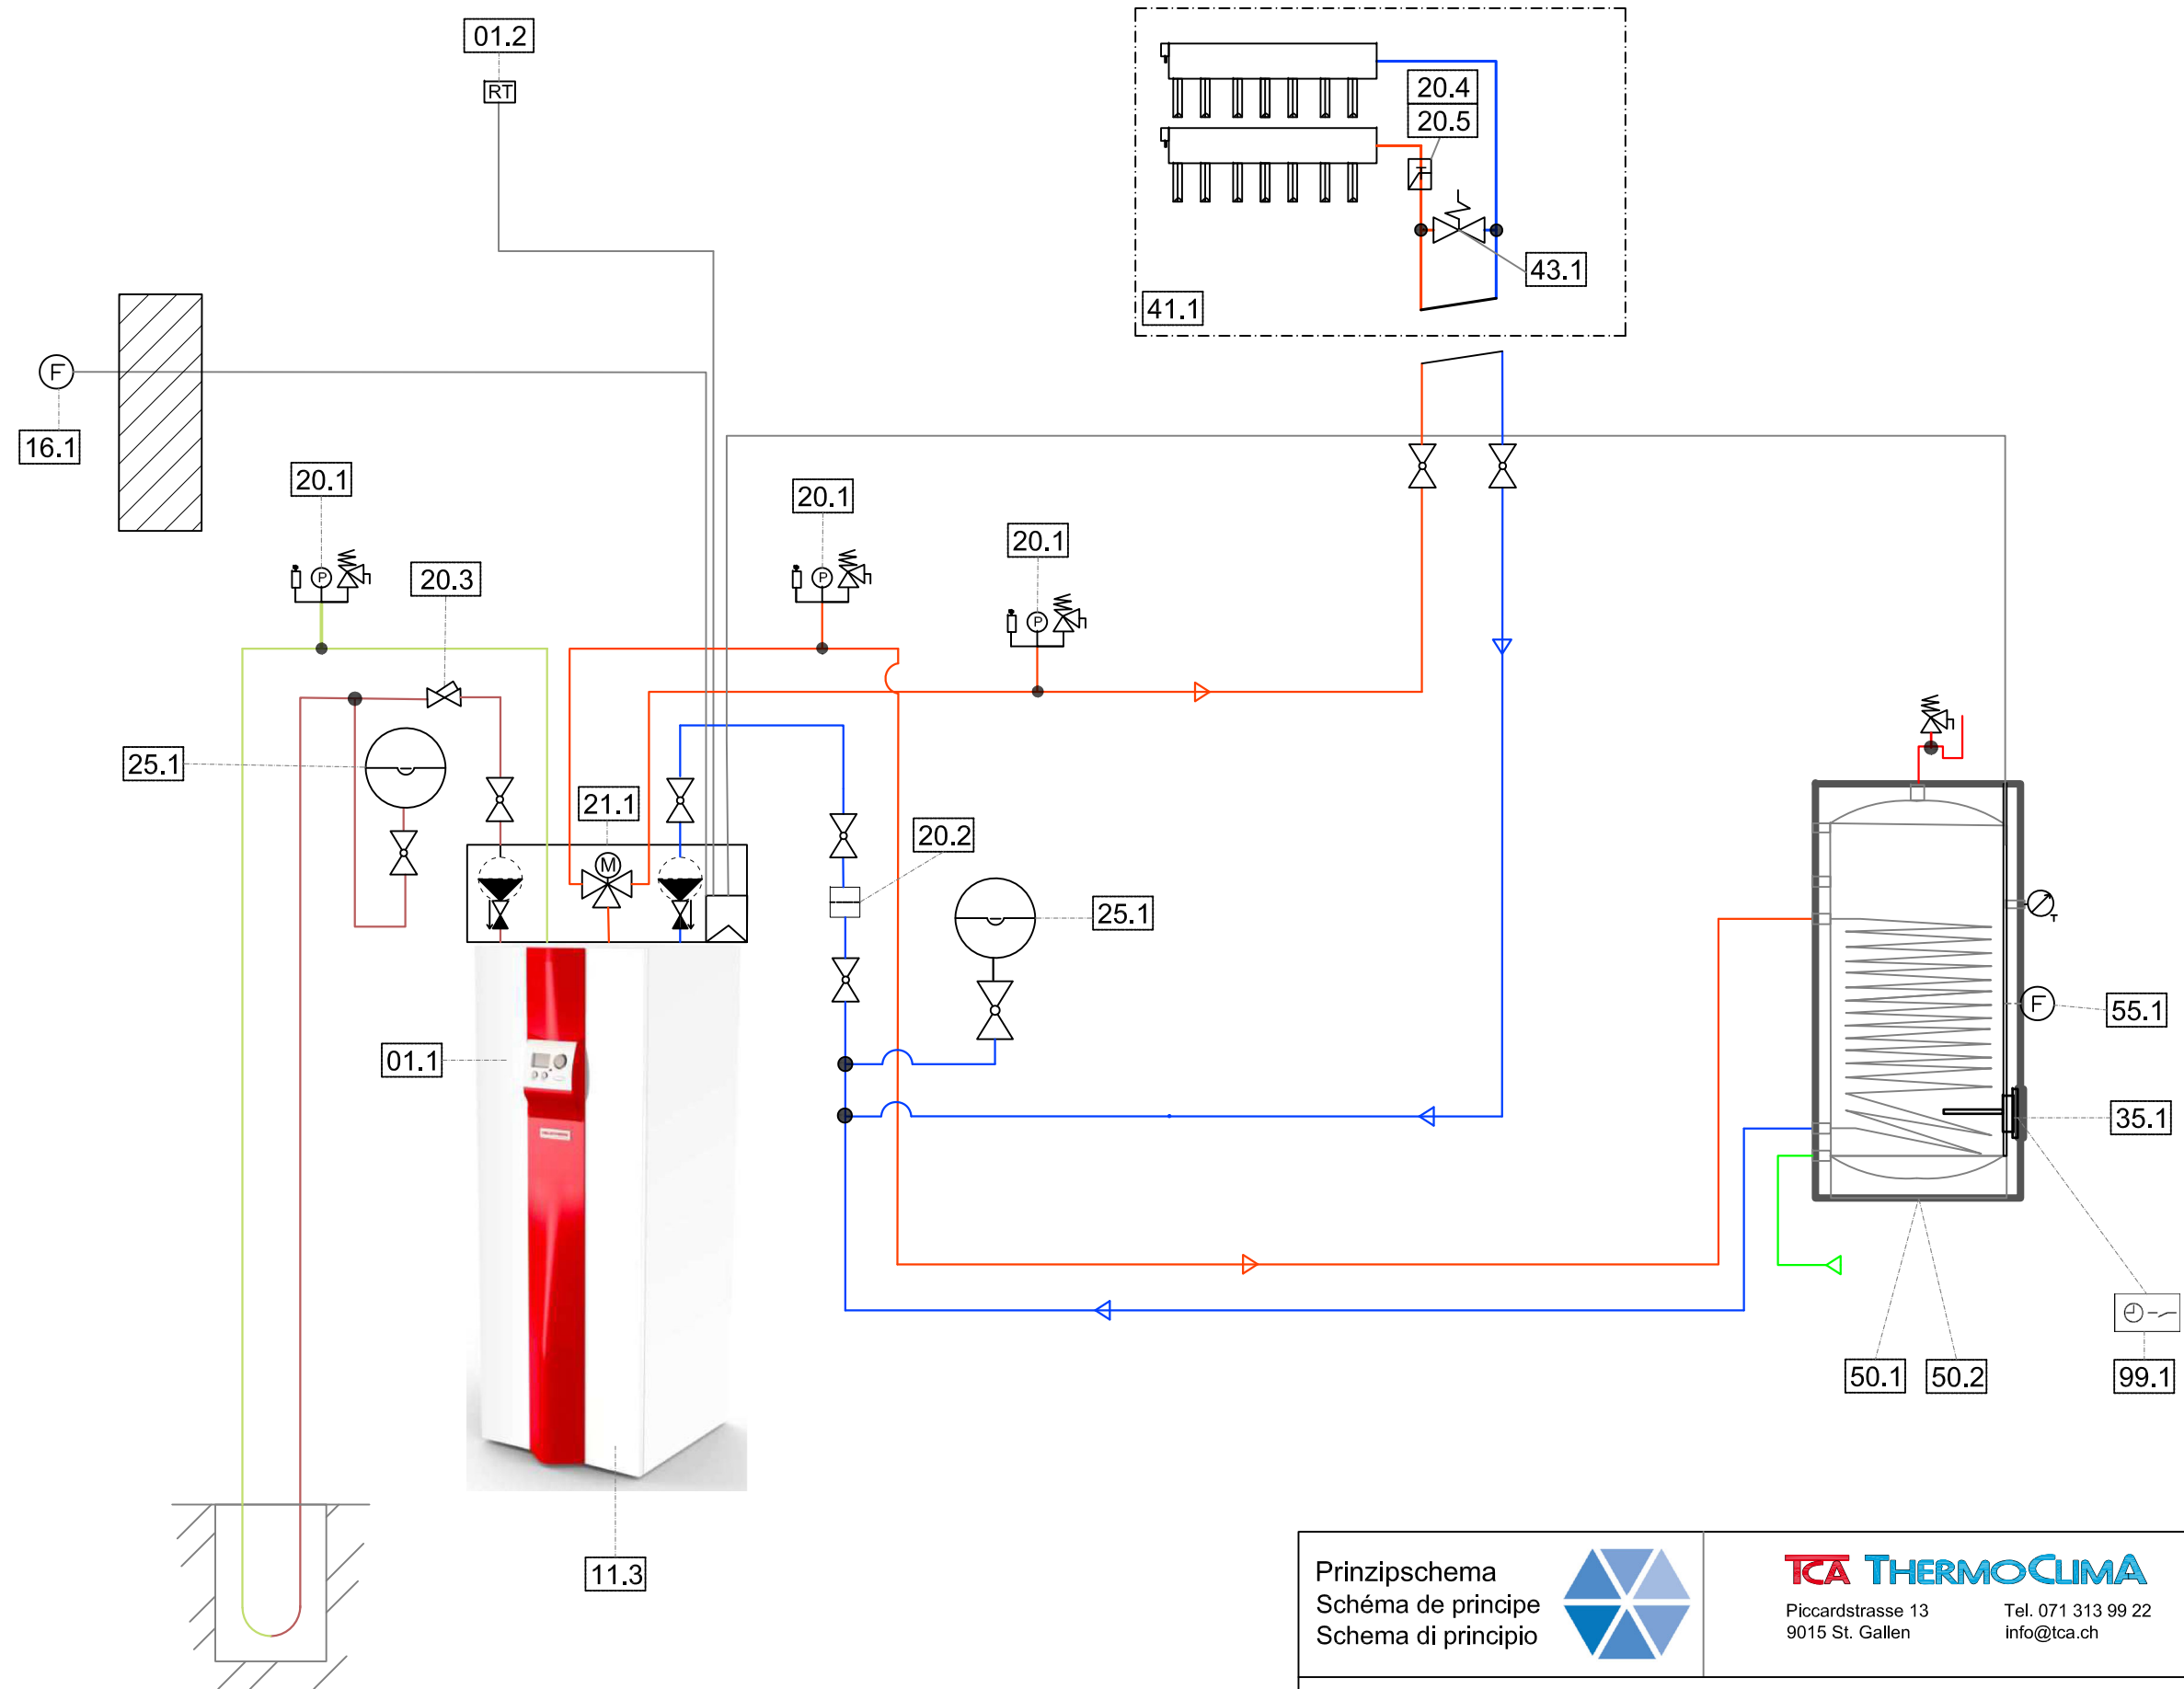 01.2
RT
20.4
20.5
43.1
41.1
F
16.1
20.1
P
20.3
20.1
P
20.1
P
25.1
21.1
M
20.2
25.1
T
F
55.1
01.1
35.1
50.1
50.2
99.1
11.3
Prinzipschema
Schéma de principe
Schema di principio
TCA THERMOCLIMA
Piccardstrasse 13
9015 St. Gallen
Tel. 071 313 99 22
info@tca.ch